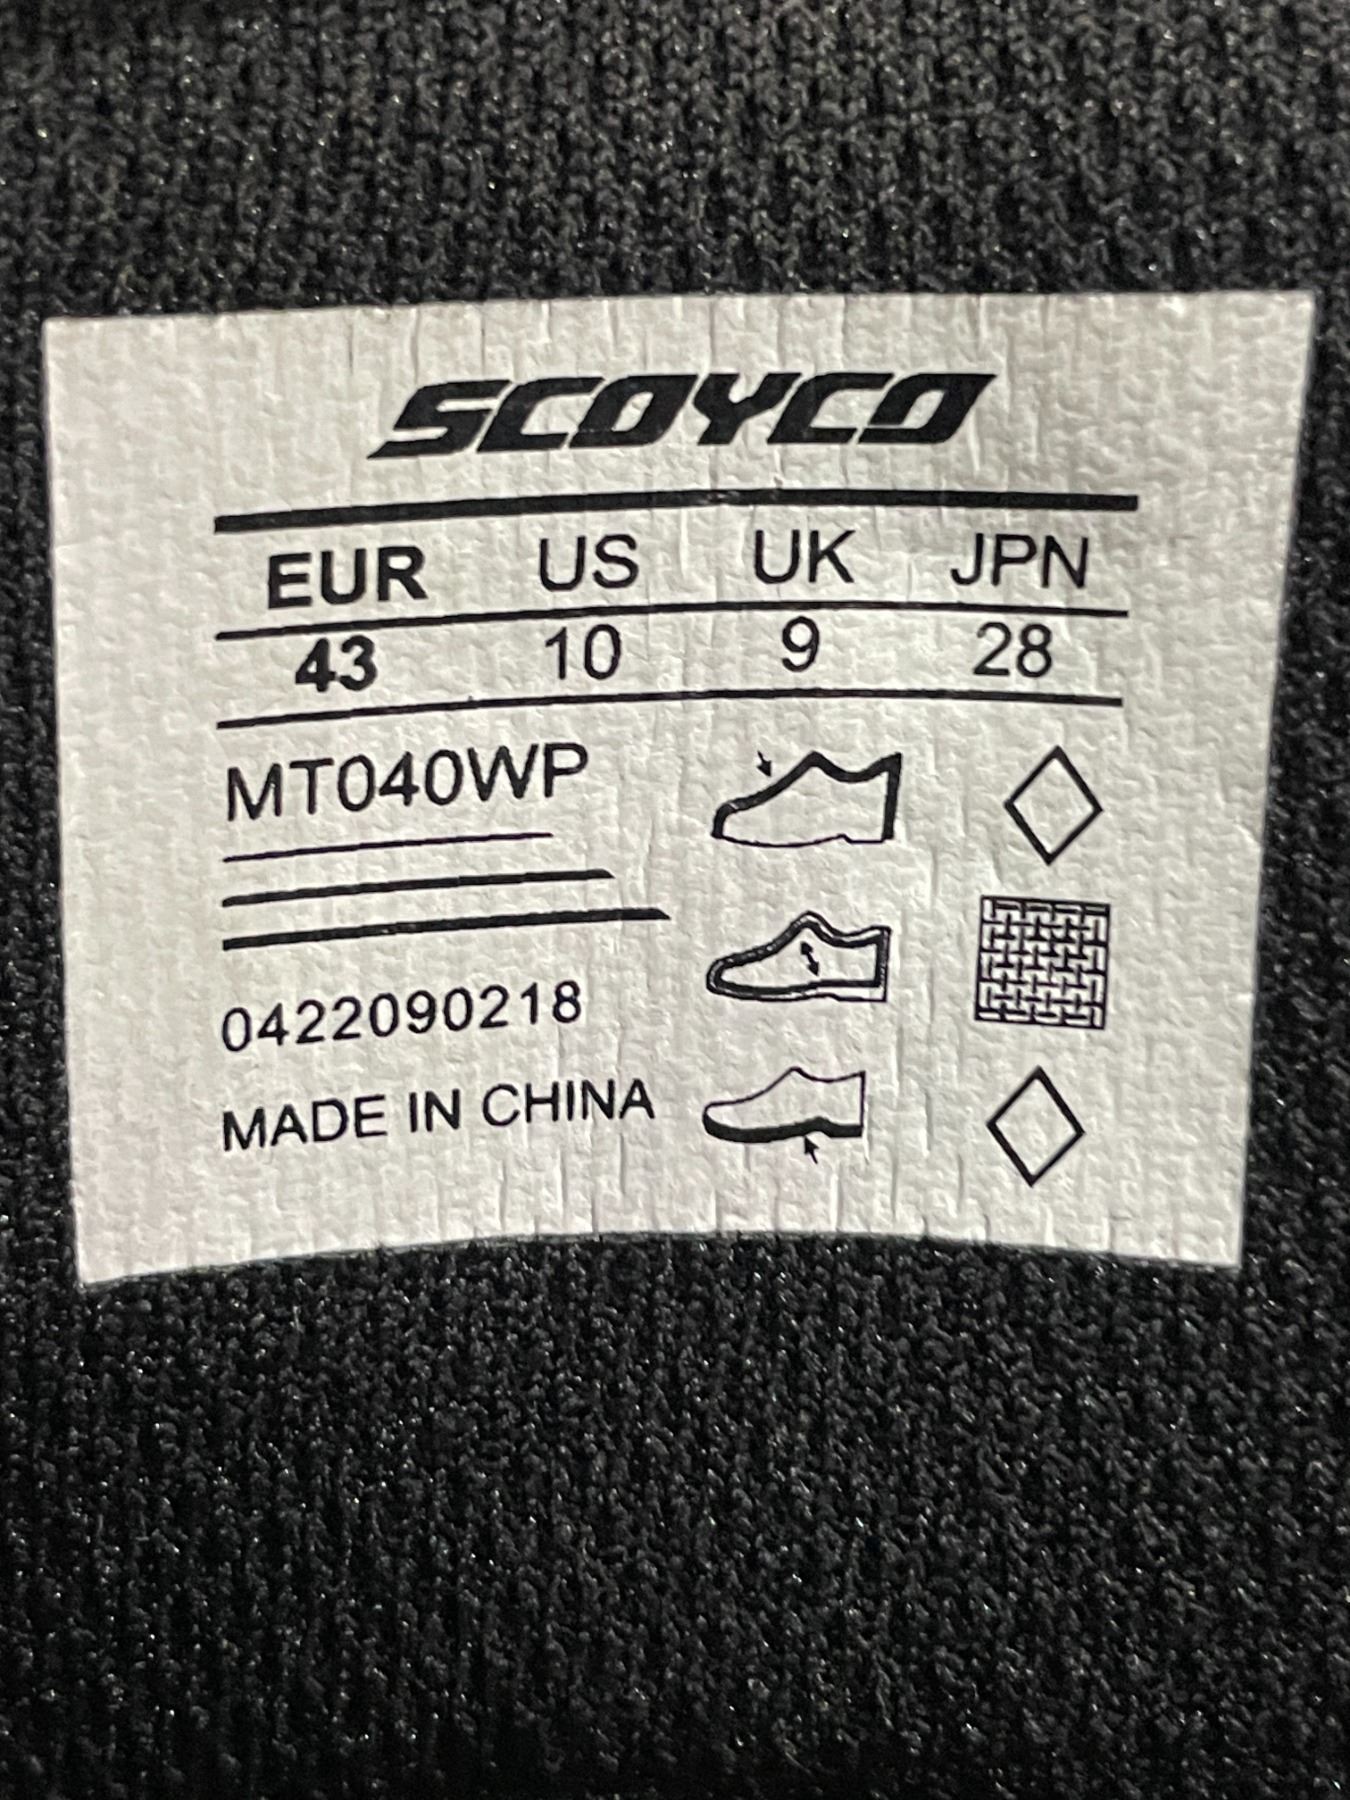 SCOYCO
EUR US UK JPN
43 10 9 28
MT040WP
0422090218
MADE IN CHINA